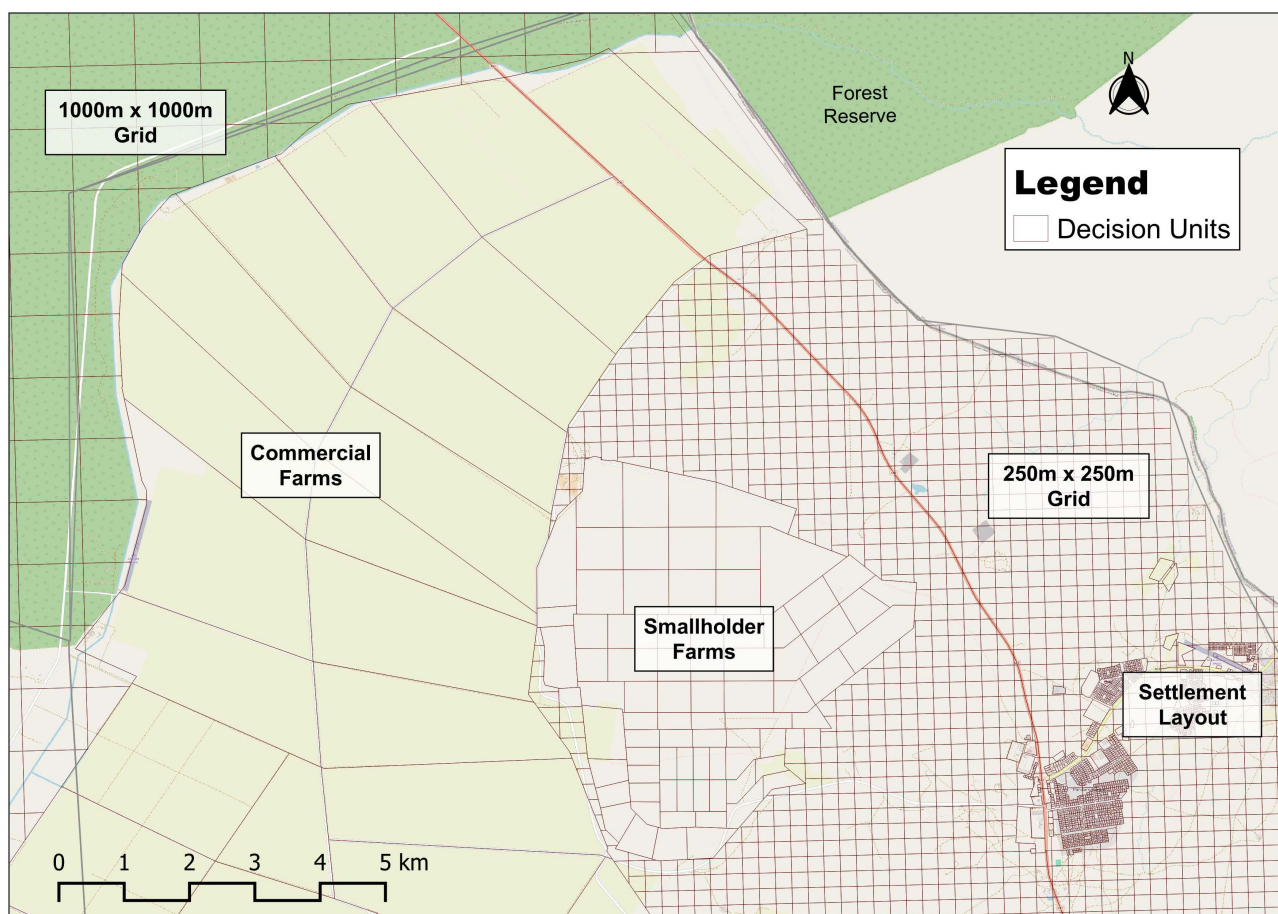 N
1000m x 1000m
Grid
Forest
Reserve
Legend
Decision Units
Commercial
Farms
250m x 250m
Grid
Smallholder
Farms
Settlement
Layout
0 1 2 3 4 5 km